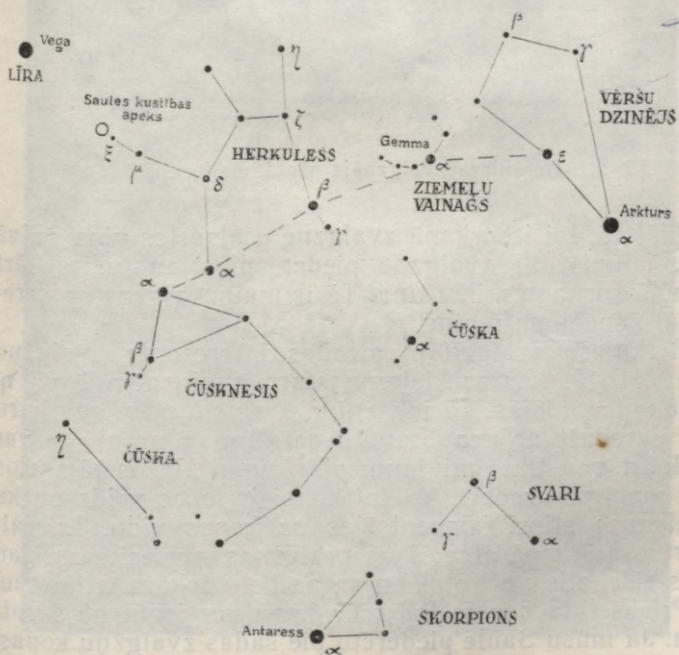 Vega
LĪRA
η
β
γ
VĒRŠU
DZINĒJS
Saules kustības
apeks
ξ
μ
ζ
HERKULESS
δ
Gemma
α
ZIEMEĻU
VAINAGS
ε
β
γ
Arkturs
α
α
α
β
γ
ČŪSKNESIS
ČŪSKA
α
η
ČŪSKA
β
SVARI
γ
α
SKORPIONS
Antaress
α